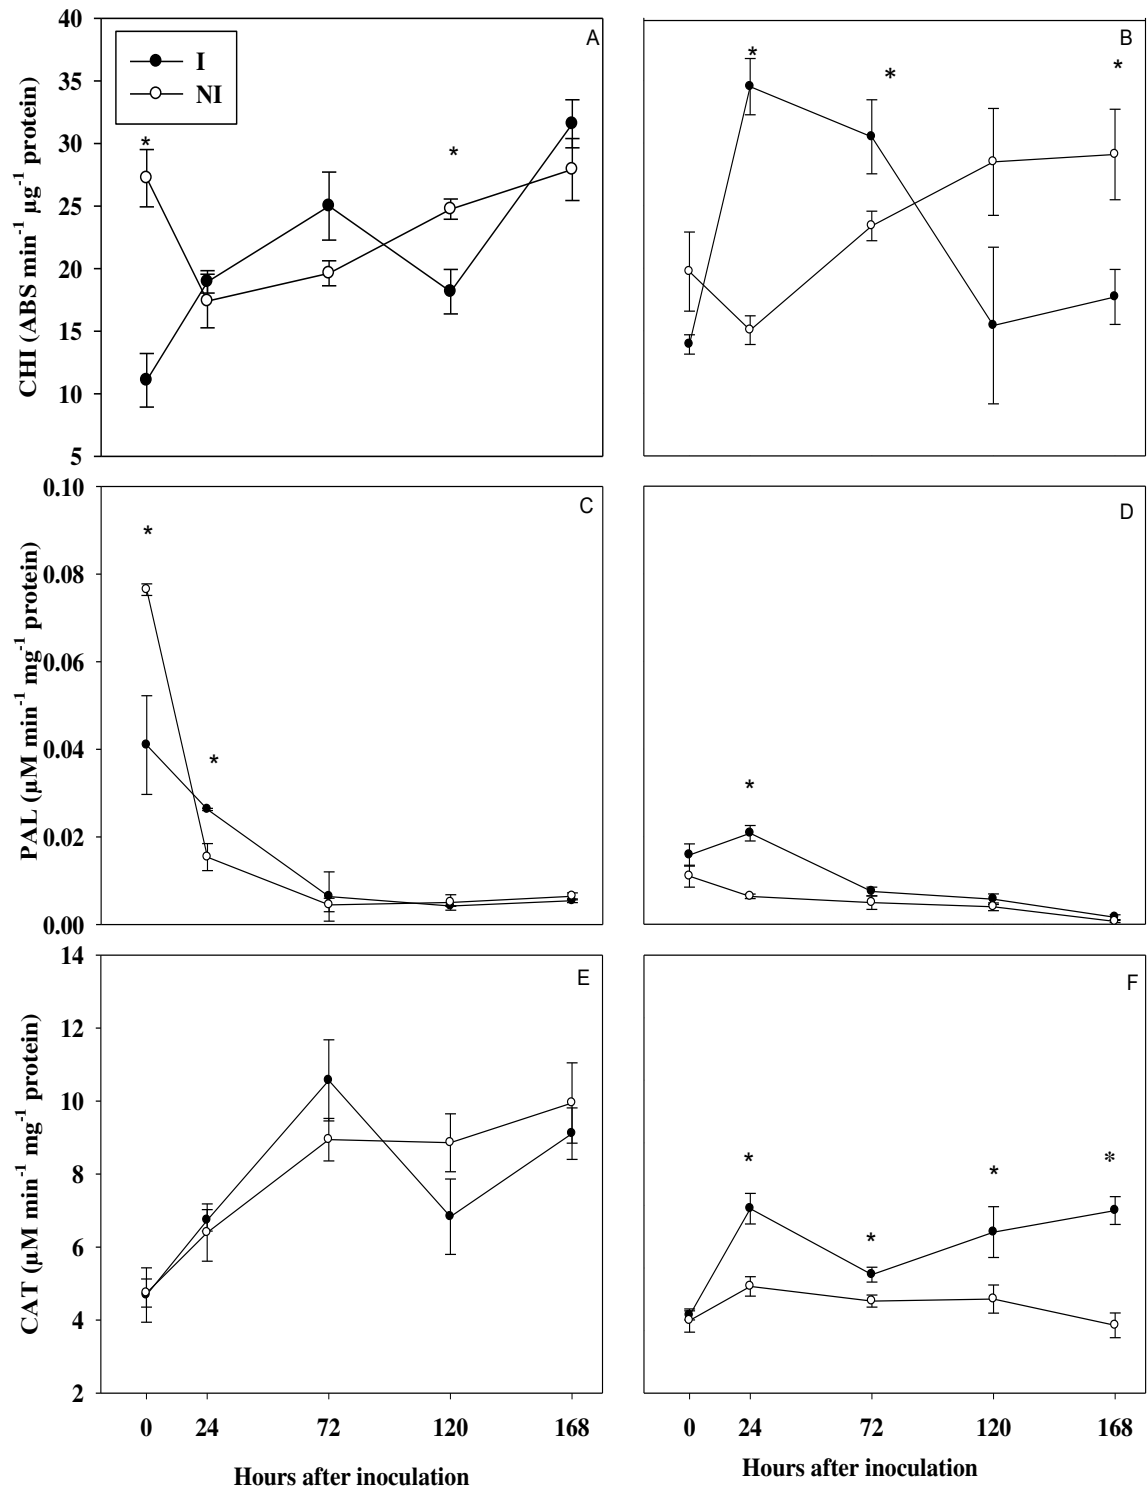 40
35
30
25
20
15
10
5
CHI (ABS min⁻¹ µg⁻¹ protein)
I
NI
A
*
*
B
*
*
*
0.10
0.08
0.06
0.04
0.02
0.00
PAL (µM min⁻¹ mg⁻¹ protein)
C
*
*
D
*
14
12
10
8
6
4
2
CAT (µM min⁻¹ mg⁻¹ protein)
E
F
*
*
*
*
0 24 72 120 168
0 24 72 120 168
Hours after inoculation
Hours after inoculation